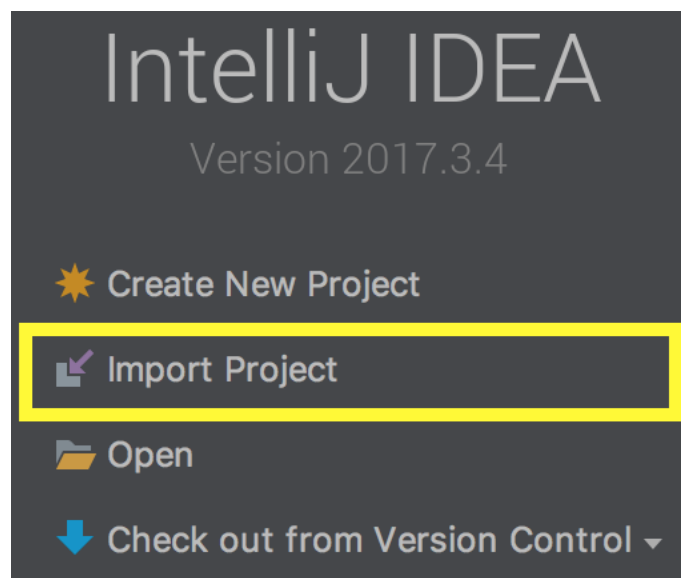 IntelliJ IDEA
Version 2017.3.4
Create New Project
Import Project
Open
Check out from Version Control